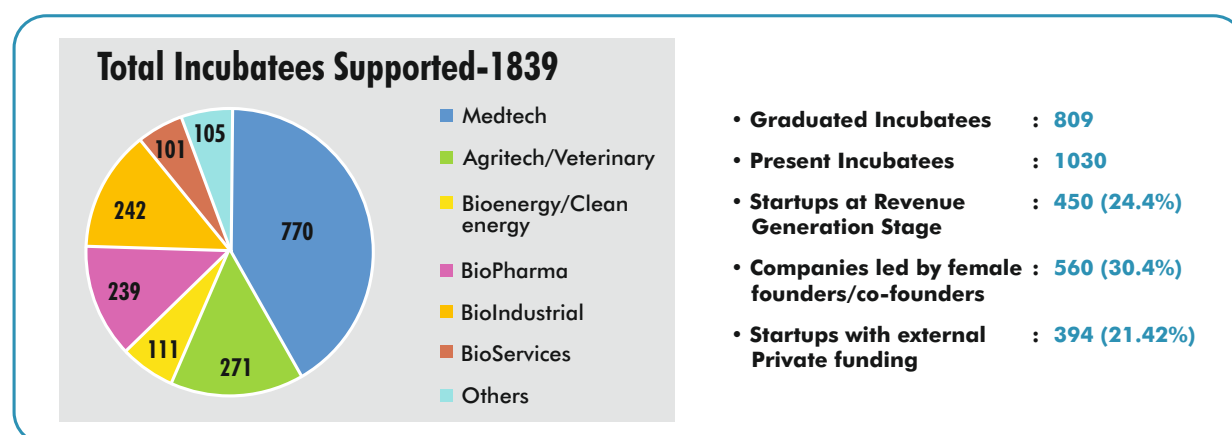 Total Incubatees Supported-1839
105
101
242
770
239
111
271
Medtech
Agritech/Veterinary
Bioenergy/Clean
energy
BioPharma
BioIndustrial
BioServices
Others
• Graduated Incubatees : 809
• Present Incubatees : 1030
• Startups at Revenue : 450 (24.4%)
Generation Stage
• Companies led by female : 560 (30.4%)
founders/co-founders
• Startups with external : 394 (21.42%)
Private funding